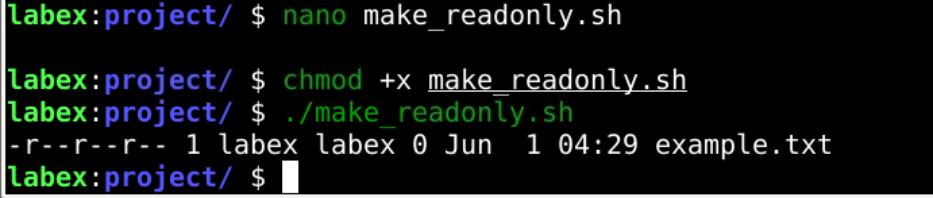 labex:project/ $ nano make_readonly.sh
labex:project/ $ chmod +x make_readonly.sh
labex:project/ $ ./make_readonly.sh
-r--r--r-- 1 labex labex 0 Jun  1 04:29 example.txt
labex:project/ $